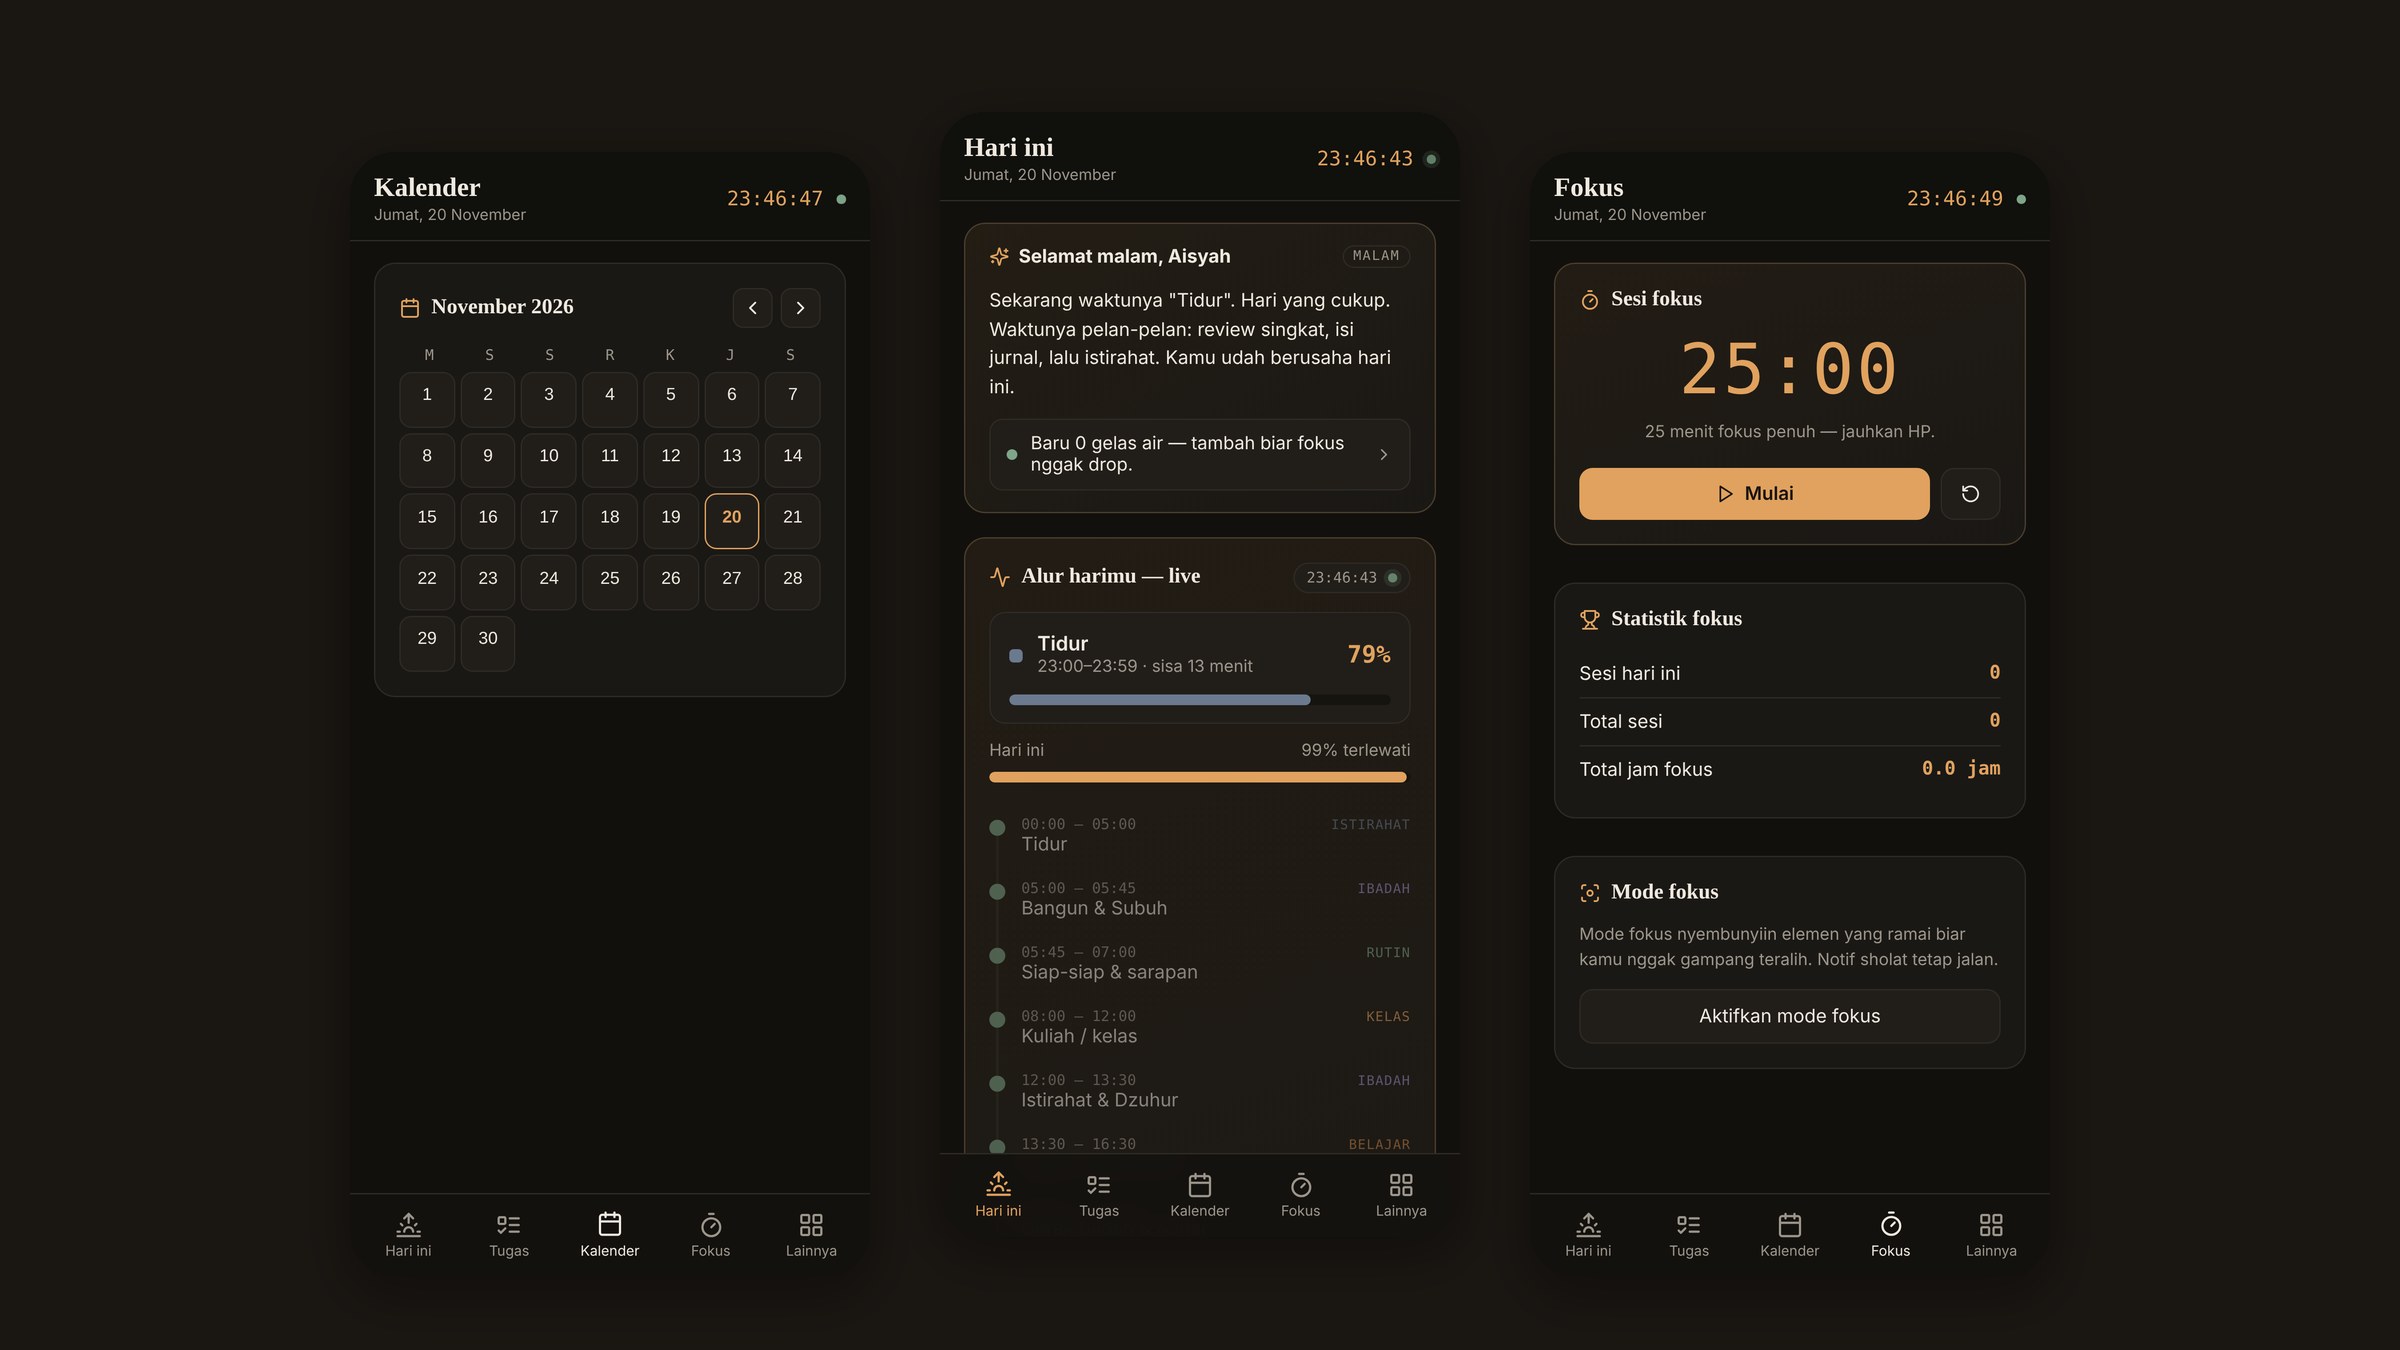 Kalender
Jumat, 20 November
23:46:47
November 2026
M S S R K J S
1 2 3 4 5 6 7
8 9 10 11 12 13 14
15 16 17 18 19 20 21
22 23 24 25 26 27 28
29 30
Hari ini Tugas Kalender Fokus Lainnya
Hari ini
Jumat, 20 November
23:46:43
Selamat malam, Aisyah
MALAM
Sekarang waktunya "Tidur". Hari yang cukup.
Waktunya pelan-pelan: review singkat, isi
jurnal, lalu istirahat. Kamu udah berusaha hari
ini.
Baru 0 gelas air — tambah biar fokus
nggak drop.
Alur harimu — live
23:46:43
Tidur
23:00–23:59 · sisa 13 menit
79%
Hari ini 99% terlewati
00:00 — 05:00 ISTIRAHAT
Tidur
05:00 — 05:45 IBADAH
Bangun & Subuh
05:45 — 07:00 RUTIN
Siap-siap & sarapan
08:00 — 12:00 KELAS
Kuliah / kelas
12:00 — 13:30 IBADAH
Istirahat & Dzuhur
13:30 — 16:30 BELAJAR
Hari ini Tugas Kalender Fokus Lainnya
Fokus
Jumat, 20 November
23:46:49
Sesi fokus
25:00
25 menit fokus penuh — jauhkan HP.
Mulai
Statistik fokus
Sesi hari ini 0
Total sesi 0
Total jam fokus 0.0 jam
Mode fokus
Mode fokus nyembunyiin elemen yang ramai biar
kamu nggak gampang teralih. Notif sholat tetap jalan.
Aktifkan mode fokus
Hari ini Tugas Kalender Fokus Lainnya